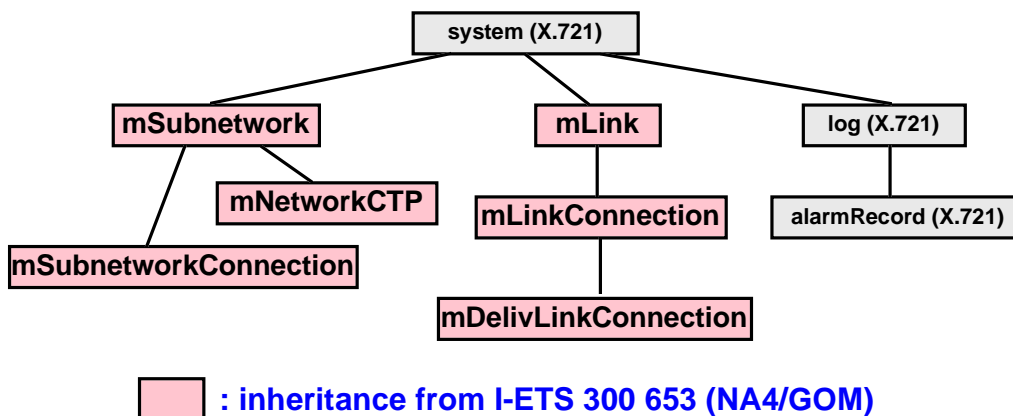 system (X.721)
mSubnetwork
mLink
log (X.721)
mNetworkCTP
mLinkConnection
alarmRecord (X.721)
mSubnetworkConnection
mDelivLinkConnection
: inheritance from I-ETS 300 653 (NA4/GOM)